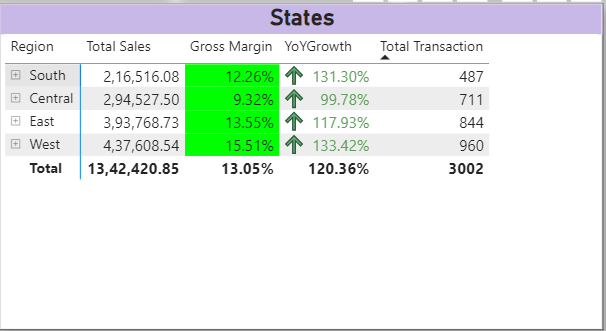 States
Region Total Sales Gross Margin YoYGrowth Total Transaction
South 2,16,516.08 12.26% 131.30% 487
Central 2,94,527.50 9.32% 99.78% 711
East 3,93,768.73 13.55% 117.93% 844
West 4,37,608.54 15.51% 133.42% 960
Total 13,42,420.85 13.05% 120.36% 3002